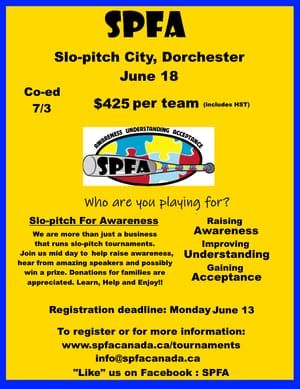 SPFA
Slo-pitch City, Dorchester
June 18
Co-ed
7/3
$425 per team (includes HST)
AWARENESS UNDERSTANDING ACCEPTANCE
SPFA
Who are you playing for?
Slo-pitch For Awareness
We are more than just a business
that runs slo-pitch tournaments.
Join us mid day to help raise awareness,
hear from amazing speakers and possibly
win a prize. Donations for families are
appreciated. Learn, Help and Enjoy!!
Raising
Awareness
Improving
Understanding
Gaining
Acceptance
Registration deadline: Monday June 13
To register or for more information:
www.spfacanada.ca/tournaments
info@spfacanada.ca
"Like" us on Facebook : SPFA